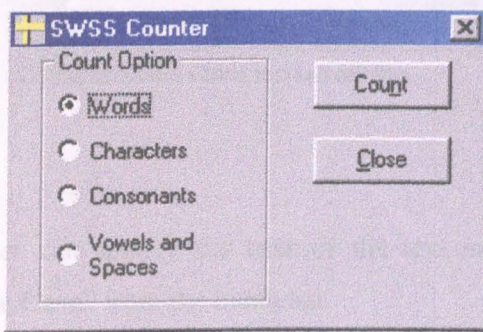 SWSS Counter
Count Option
Words
Characters
Consonants
Vowels and
Spaces
Count
Close